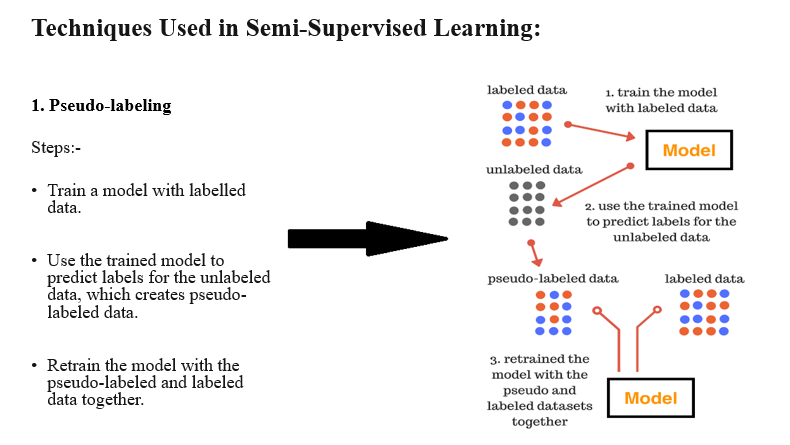 Techniques Used in Semi-Supervised Learning:
1. Pseudo-labeling
Steps:-
• Train a model with labelled
data.
• Use the trained model to
predict labels for the unlabeled
data, which creates pseudo-
labeled data.
• Retrain the model with the
pseudo-labeled and labeled
data together.
labeled data
1. train the model
with labeled data
Model
unlabeled data
2. use the trained model
to predict labels for the
unlabeled data
pseudo-labeled data
labeled data
3. retrained the
model with the
pseudo and
labeled datasets
together
Model